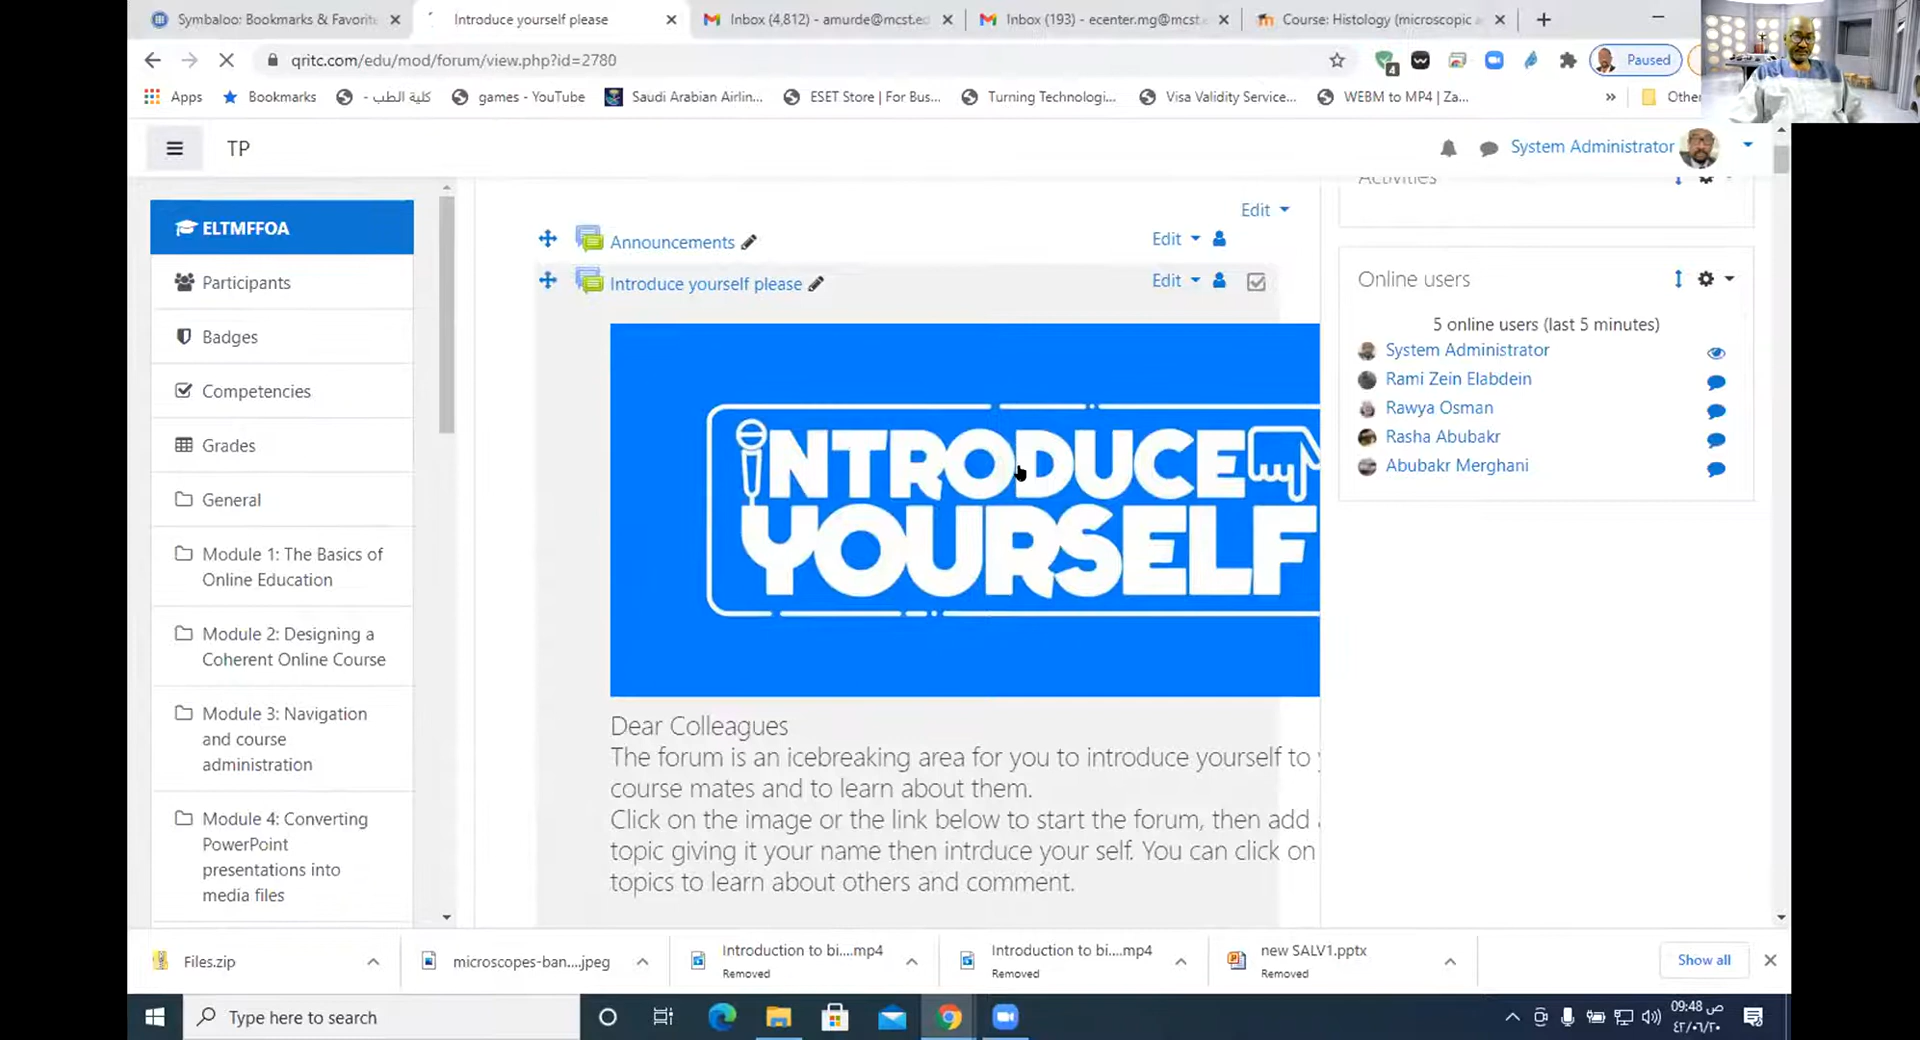 Symbaloo: Bookmarks & Favorite
Introduce yourself please
Inbox (4,812) - amurde@mcst.ed
Inbox (193) - ecenter.mg@mcst.e
Course: Histology (microscopic a
qritc.com/edu/mod/forum/view.php?id=2780
4
Paused
Apps
Bookmarks
كلية الطب -
games - YouTube
Saudi Arabian Airlin...
ESET Store | For Bus...
Turning Technologi...
Visa Validity Service...
WEBM to MP4 | Za...
»
Other
TP
System Administrator
ELTMFFOA
Participants
Badges
Competencies
Grades
General
Module 1: The Basics of
Online Education
Module 2: Designing a
Coherent Online Course
Module 3: Navigation
and course
administration
Module 4: Converting
PowerPoint
presentations into
media files
Edit
Announcements
Edit
Introduce yourself please
Edit
INTRODUCE
YOURSELF
Dear Colleagues
The forum is an icebreaking area for you to introduce yourself to
course mates and to learn about them.
Click on the image or the link below to start the forum, then add
topic giving it your name then intrduce your self. You can click on
topics to learn about others and comment.
Activities
Online users
5 online users (last 5 minutes)
System Administrator
Rami Zein Elabdein
Rawya Osman
Rasha Abubakr
Abubakr Merghani
Files.zip
microscopes-ban....jpeg
Introduction to bi....mp4
Removed
Introduction to bi....mp4
Removed
new SALV1.pptx
Removed
Show all
Type here to search
09:48 ص
٤٢/٠٦/٢٠